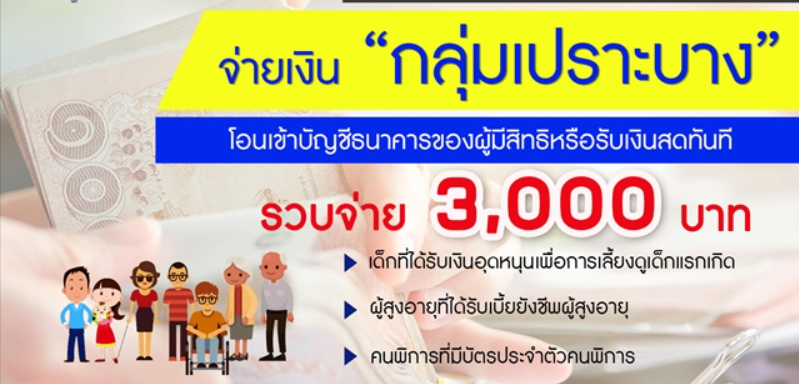 จ่ายเงิน “กลุ่มเปราะบาง”
โอนเข้าบัญชีธนาคารของผู้มีสิทธิหรือรับเงินสดทันที
รวบจ่าย 3,000 บาท
เด็กที่ได้รับเงินอุดหนุนเพื่อการเลี้ยงดูเด็กแรกเกิด
ผู้สูงอายุที่ได้รับเบี้ยยังชีพผู้สูงอายุ
คนพิการที่มีบัตรประจำตัวคนพิการ